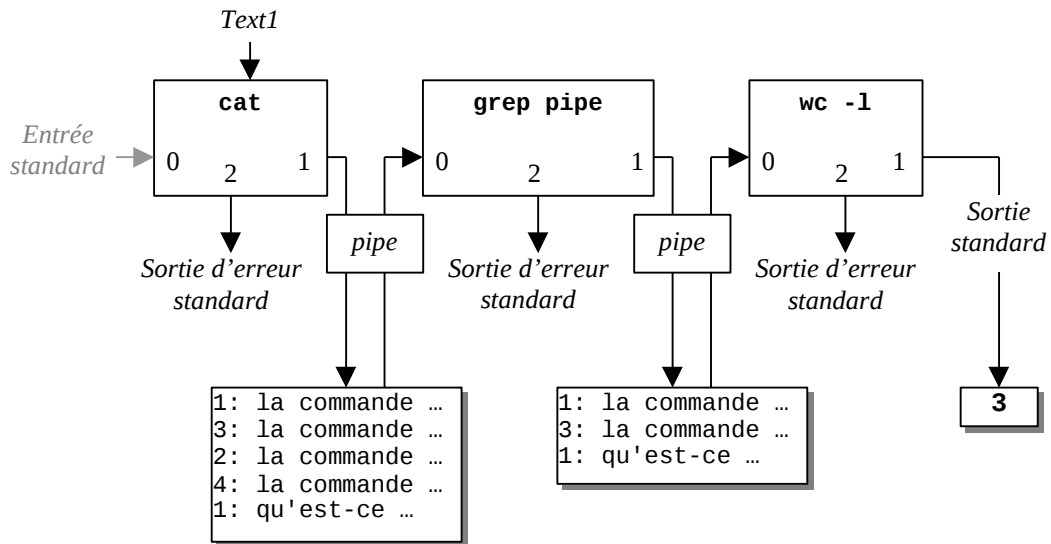 Text1
cat
grep pipe
wc -l
Entrée
standard
0
2
1
0
2
1
0
2
1
Sortie d’erreur
standard
pipe
Sortie d’erreur
standard
pipe
Sortie d’erreur
standard
Sortie
standard
1: la commande …
3: la commande …
2: la commande …
4: la commande …
1: qu'est-ce …
1: la commande …
3: la commande …
1: qu'est-ce …
3